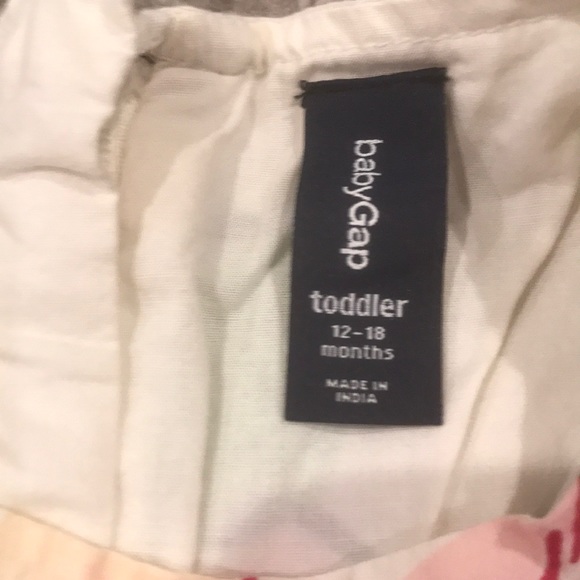 babyGap
toddler
12-18
months
MADE IN
INDIA